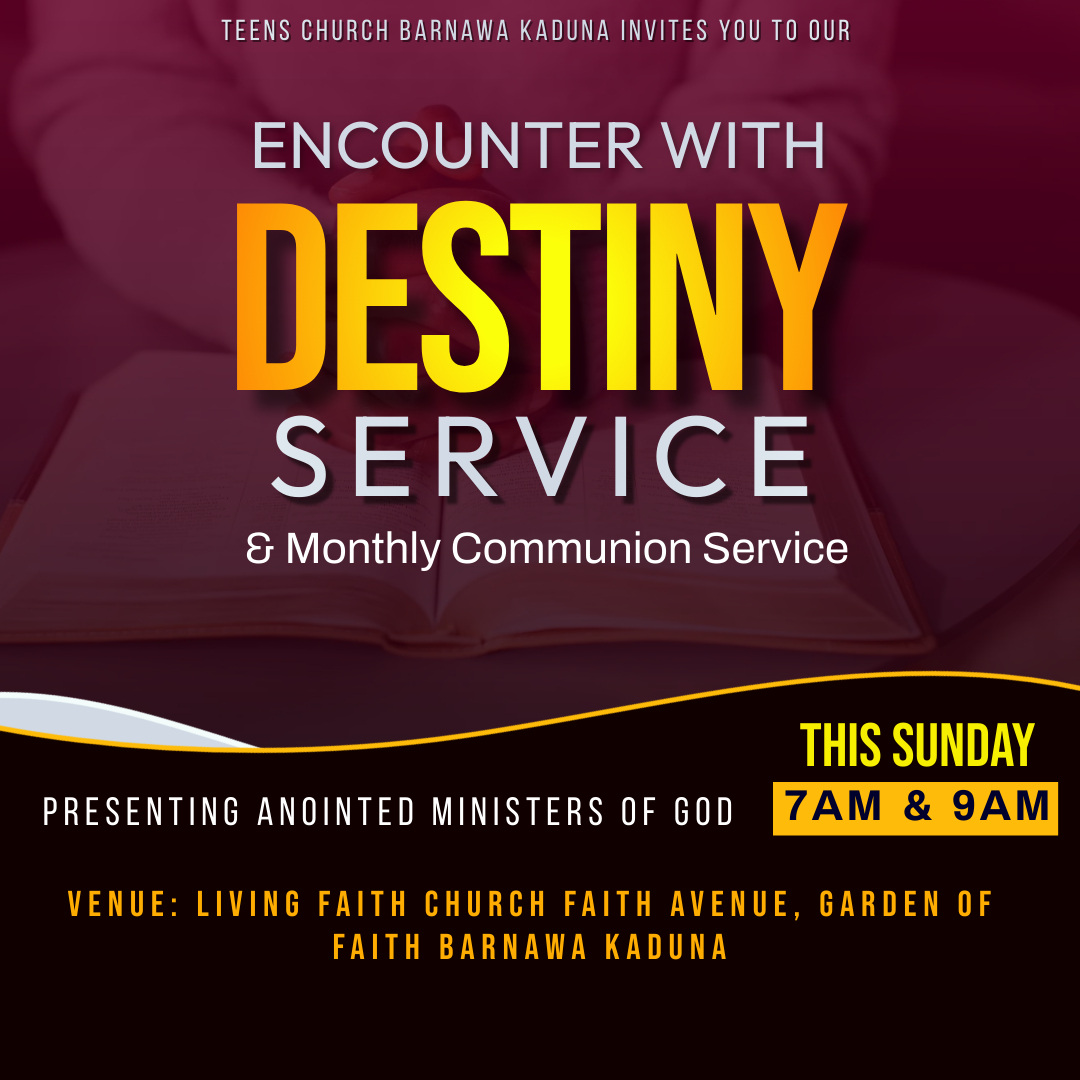 TEENS CHURCH BARNAWA KADUNA INVITES YOU TO OUR
ENCOUNTER WITH
DESTINY
SERVICE
& Monthly Communion Service
THIS SUNDAY
7AM & 9AM
PRESENTING ANOINTED MINISTERS OF GOD
VENUE: LIVING FAITH CHURCH FAITH AVENUE, GARDEN OF
FAITH BARNAWA KADUNA